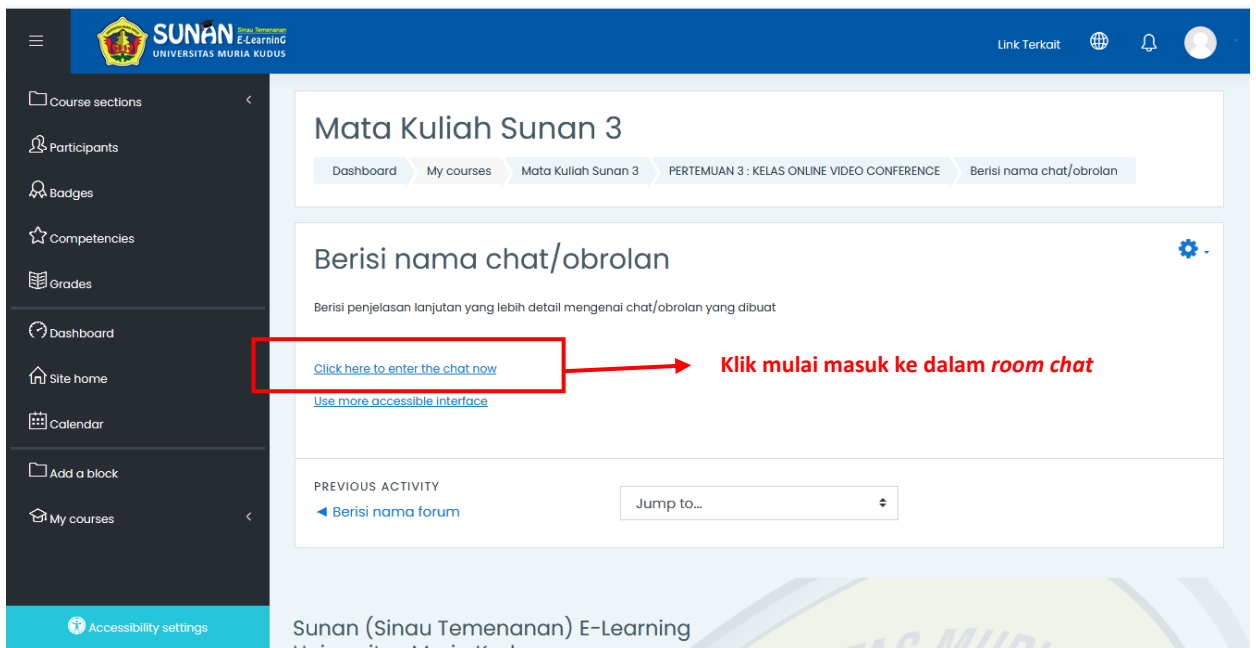 SUNAN Sinau Temenanan
E-Learning
UNIVERSITAS MURIA KUDUS
Link Terkait
Course sections
Participants
Badges
Competencies
Grades
Dashboard
Site home
Calendar
Add a block
My courses
Accessibility settings
Mata Kuliah Sunan 3
Dashboard My courses Mata Kuliah Sunan 3 PERTEMUAN 3 : KELAS ONLINE VIDEO CONFERENCE Berisi nama chat/obrolan
Berisi nama chat/obrolan
Berisi penjelasan lanjutan yang lebih detail mengenai chat/obrolan yang dibuat
Click here to enter the chat now
Klik mulai masuk ke dalam room chat
Use more accessible interface
PREVIOUS ACTIVITY
◄ Berisi nama forum
Jump to...
Sunan (Sinau Temenanan) E-Learning